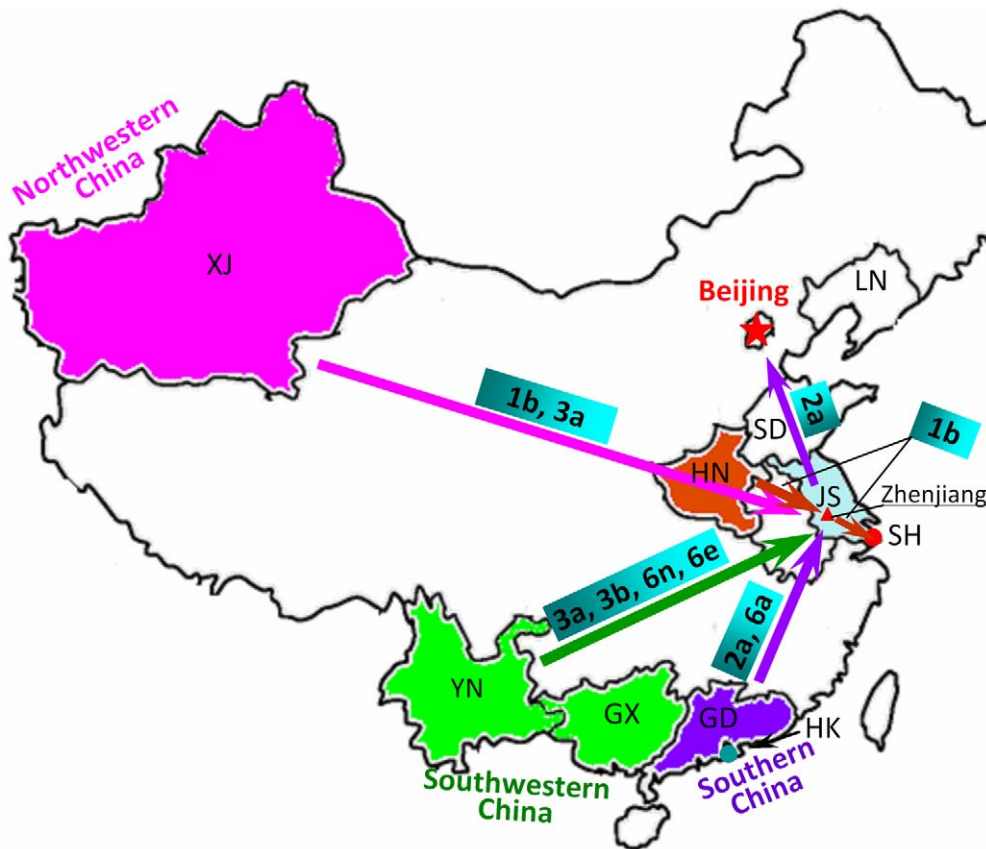 Northwestern
China
XJ
LN
Beijing
1b, 3a
2a
SD
1b
HN
JS
Zhenjiang
SH
3a, 3b, 6n, 6e
2a, 6a
YN
GX
GD
HK
Southwestern
China
Southern
China